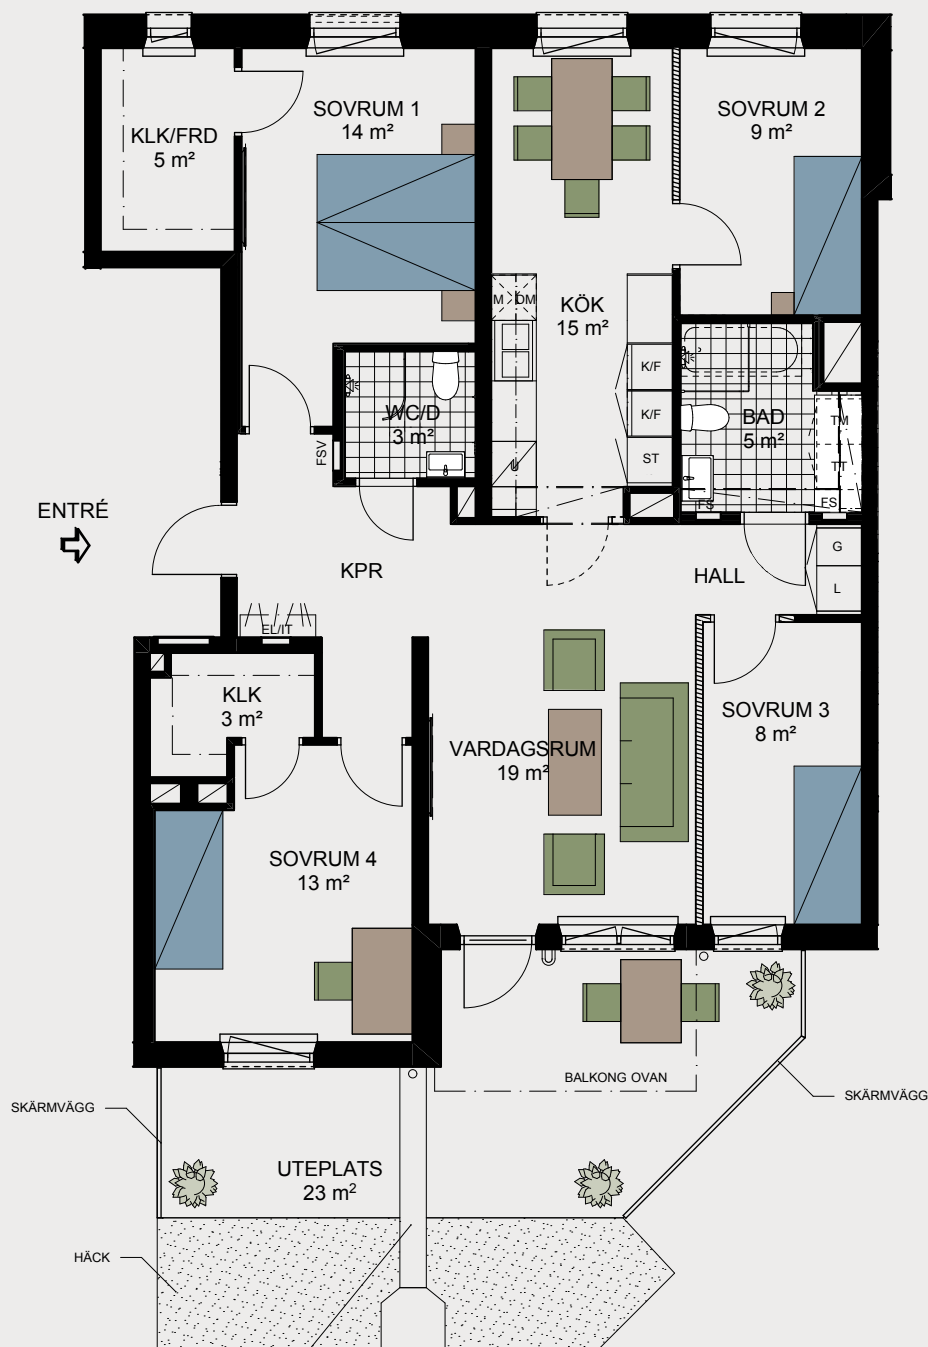 SOVRUM 1
14 m²
KLK/FRD
5 m²
SOVRUM 2
9 m²
M
DM
KÖK
15 m²
K/F
K/F
ST
U
WC/D
3 m²
FSV
BAD
5 m²
TM
TT
FS
FS
ENTRÉ
KPR
HALL
G
L
EL/IT
KLK
3 m²
SOVRUM 3
8 m²
VARDAGSRUM
19 m²
SOVRUM 4
13 m²
BALKONG OVAN
SKÄRMVÄGG
SKÄRMVÄGG
UTEPLATS
23 m²
HÄCK